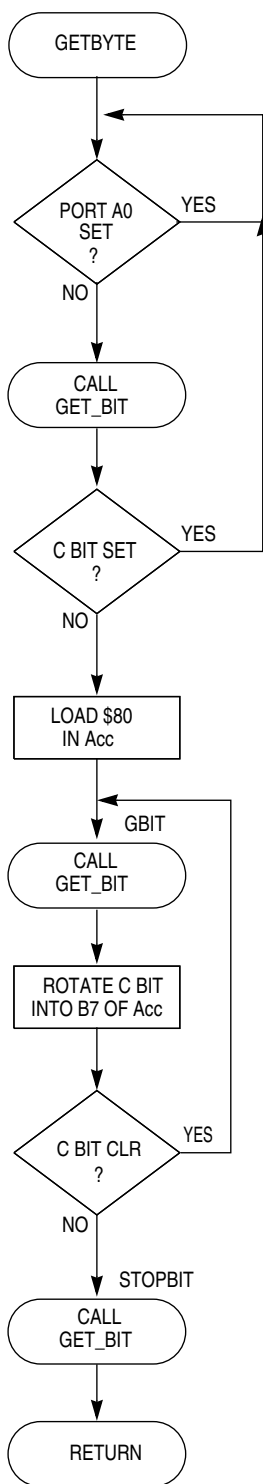 GETBYTE
PORT A0
SET
?
YES
NO
CALL
GET_BIT
C BIT SET
?
YES
NO
LOAD $80
IN Acc
GBIT
CALL
GET_BIT
ROTATE C BIT
INTO B7 OF Acc
C BIT CLR
?
YES
NO
STOPBIT
CALL
GET_BIT
RETURN